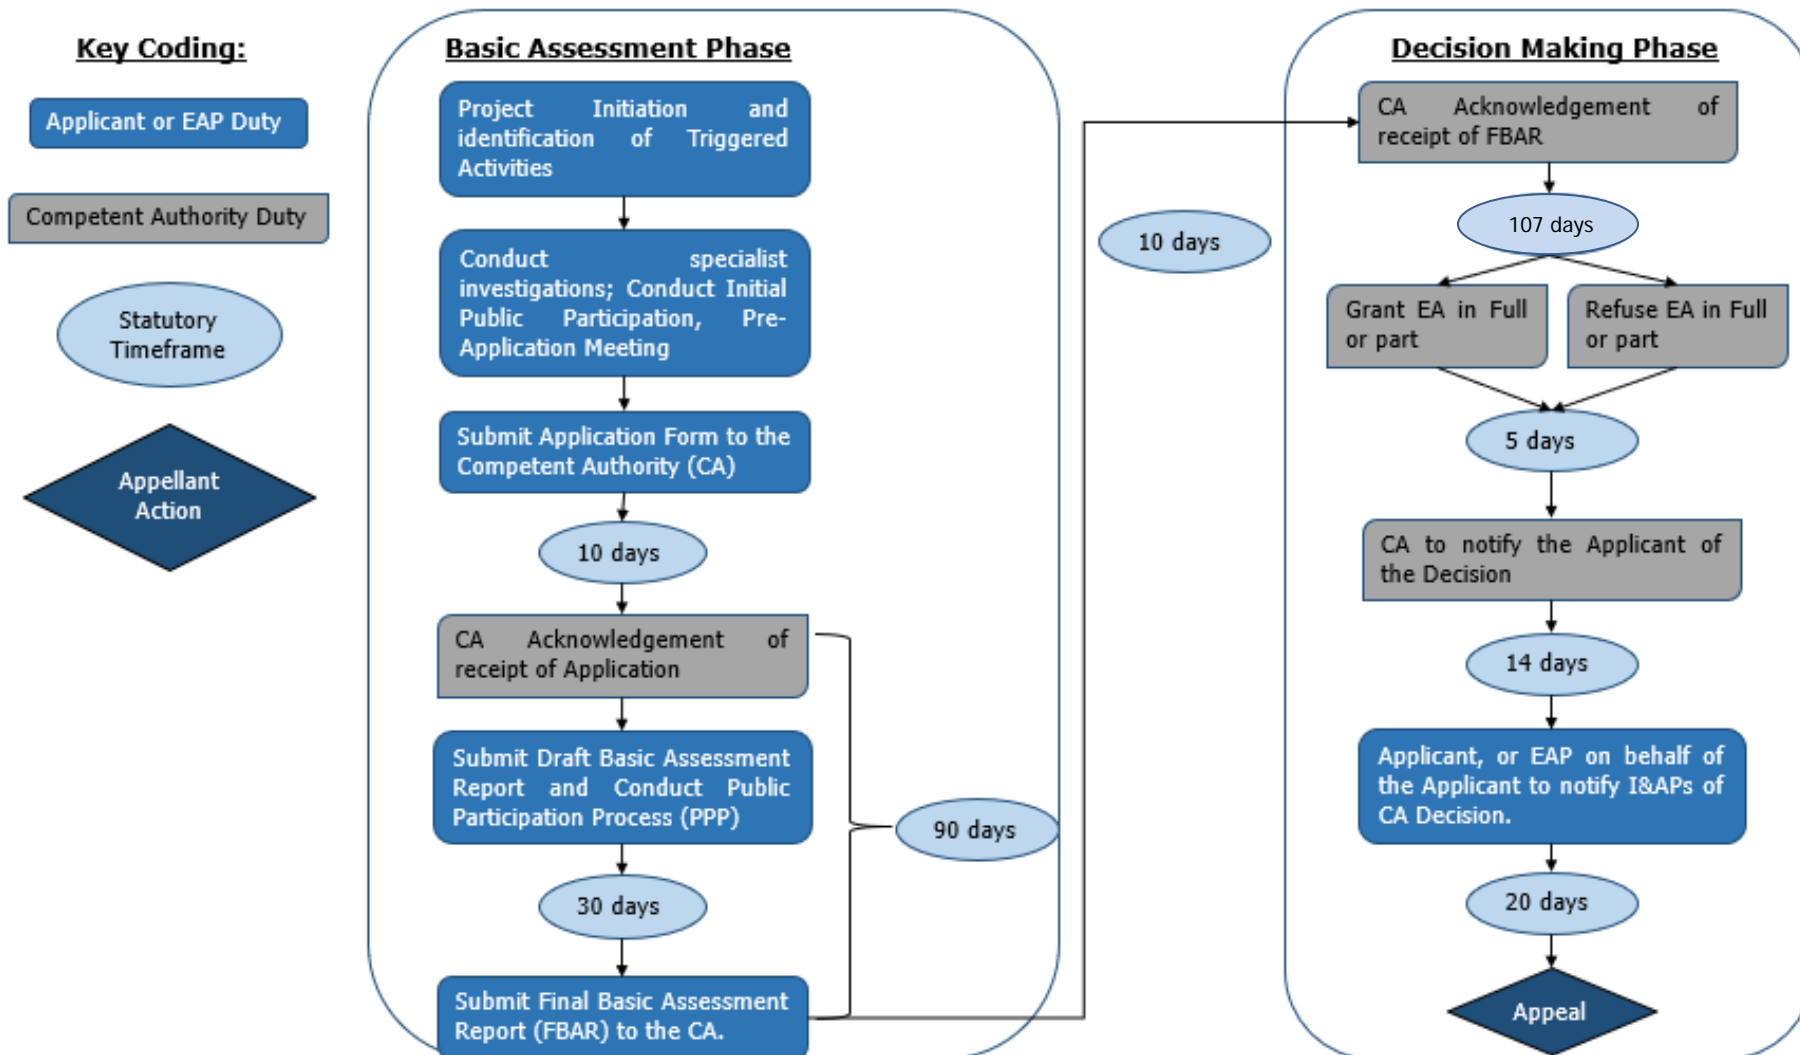 Key Coding:
Applicant or EAP Duty
Competent Authority Duty
Statutory
Timeframe
Appellant
Action
Basic Assessment Phase
Project Initiation and
identification of Triggered
Activities
Conduct specialist
investigations; Conduct Initial
Public Participation, Pre-
Application Meeting
Submit Application Form to the
Competent Authority (CA)
10 days
CA Acknowledgement of
receipt of Application
Submit Draft Basic Assessment
Report and Conduct Public
Participation Process (PPP)
30 days
Submit Final Basic Assessment
Report (FBAR) to the CA.
90 days
10 days
Decision Making Phase
CA Acknowledgement of
receipt of FBAR
107 days
Grant EA in Full
or part
Refuse EA in Full
or part
5 days
CA to notify the Applicant of
the Decision
14 days
Applicant, or EAP on behalf of
the Applicant to notify I&APs of
CA Decision.
20 days
Appeal